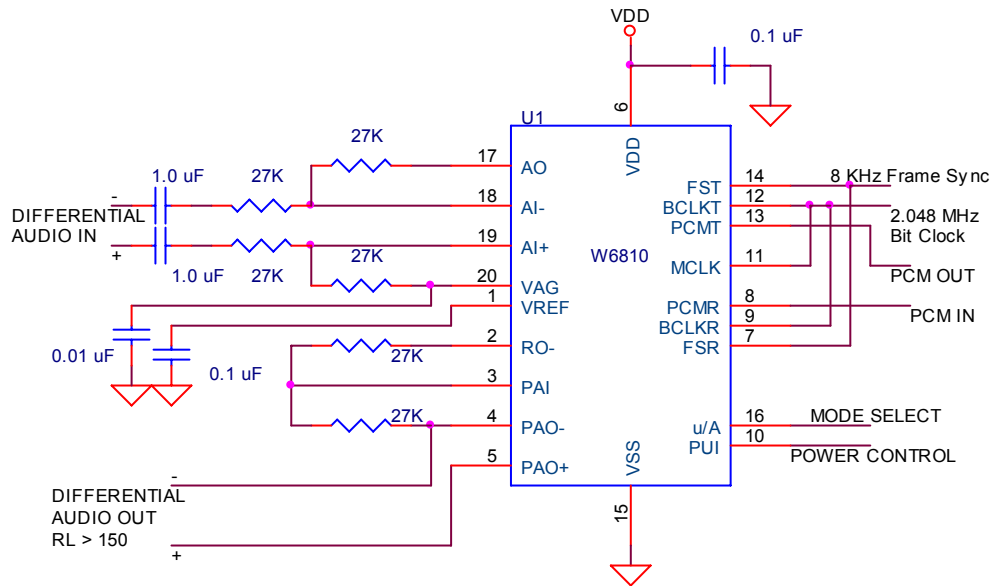 VDD
0.1 uF
U1
6
VDD
27K
17
AO
1.0 uF
27K
-
18
AI-
DIFFERENTIAL
AUDIO IN
+
19
AI+
1.0 uF
27K
27K
20
VAG
1
VREF
0.01 uF
0.1 uF
2
RO-
27K
3
PAI
27K
4
PAO-
5
PAO+
-
DIFFERENTIAL
AUDIO OUT
RL > 150
+
W6810
VSS
15
14
FST
8 KHz Frame Sync
12
BCLKT
2.048 MHz
Bit Clock
13
PCMT
11
MCLK
PCM OUT
8
PCMR
PCM IN
9
BCLKR
7
FSR
16
u/A
MODE SELECT
10
PUI
POWER CONTROL